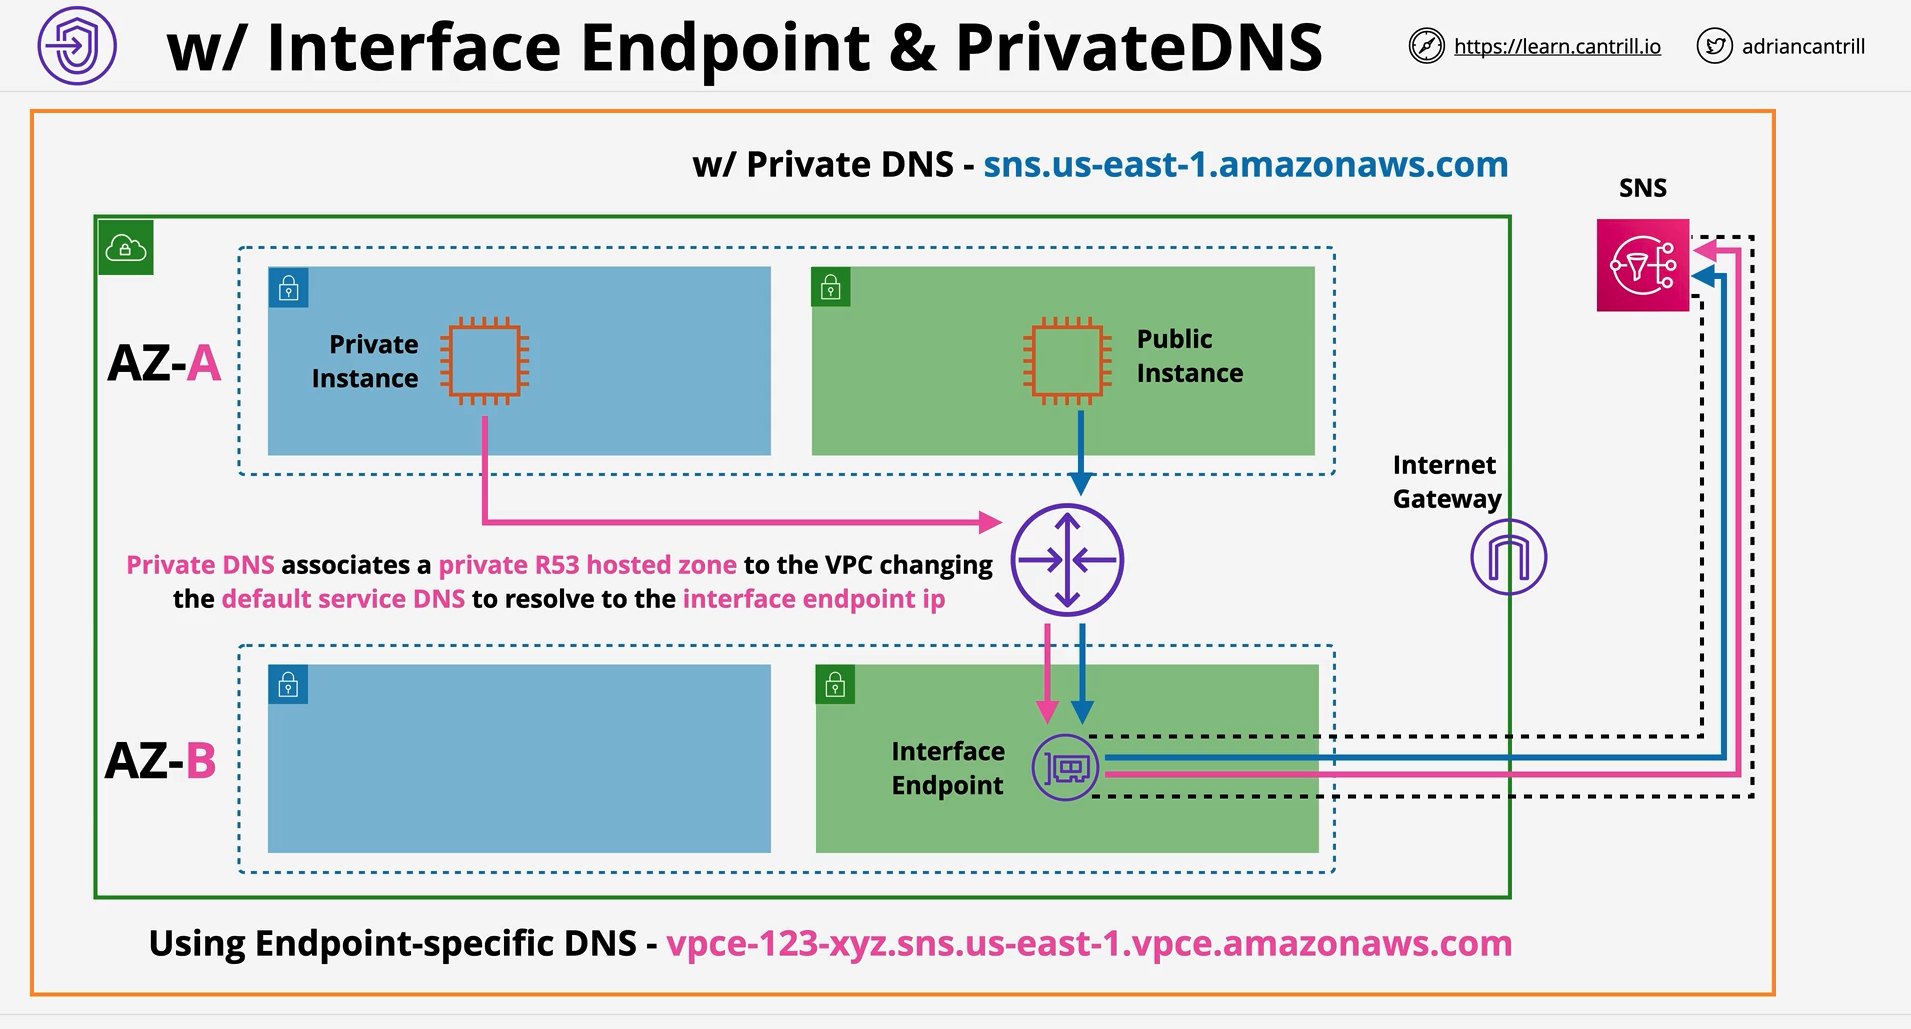 w/ Interface Endpoint & PrivateDNS
https://learn.cantrill.io
adriancantrill
w/ Private DNS - sns.us-east-1.amazonaws.com
SNS
AZ-A
Private
Instance
Public
Instance
Internet
Gateway
Private DNS associates a private R53 hosted zone to the VPC changing
the default service DNS to resolve to the interface endpoint ip
AZ-B
Interface
Endpoint
Using Endpoint-specific DNS - vpce-123-xyz.sns.us-east-1.vpce.amazonaws.com